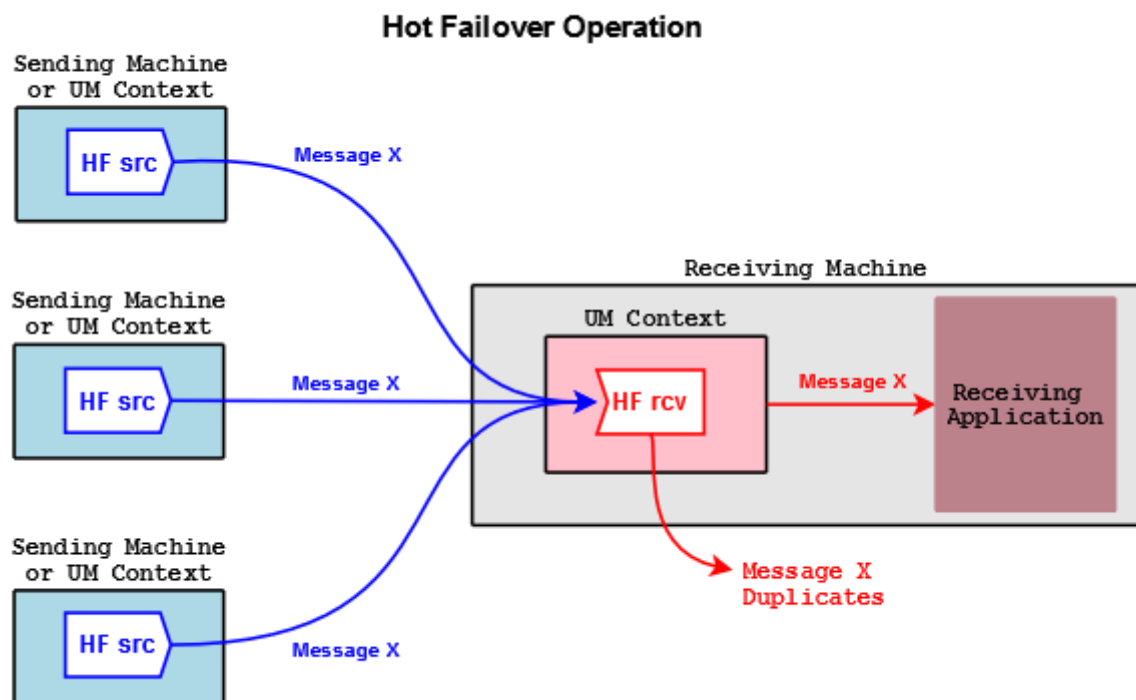 Hot Failover Operation
Sending Machine
or UM Context
HF src
Message X
Sending Machine
or UM Context
HF src
Message X
Sending Machine
or UM Context
HF src
Message X
Receiving Machine
UM Context
HF rcv
Message X
Receiving
Application
Message X
Duplicates